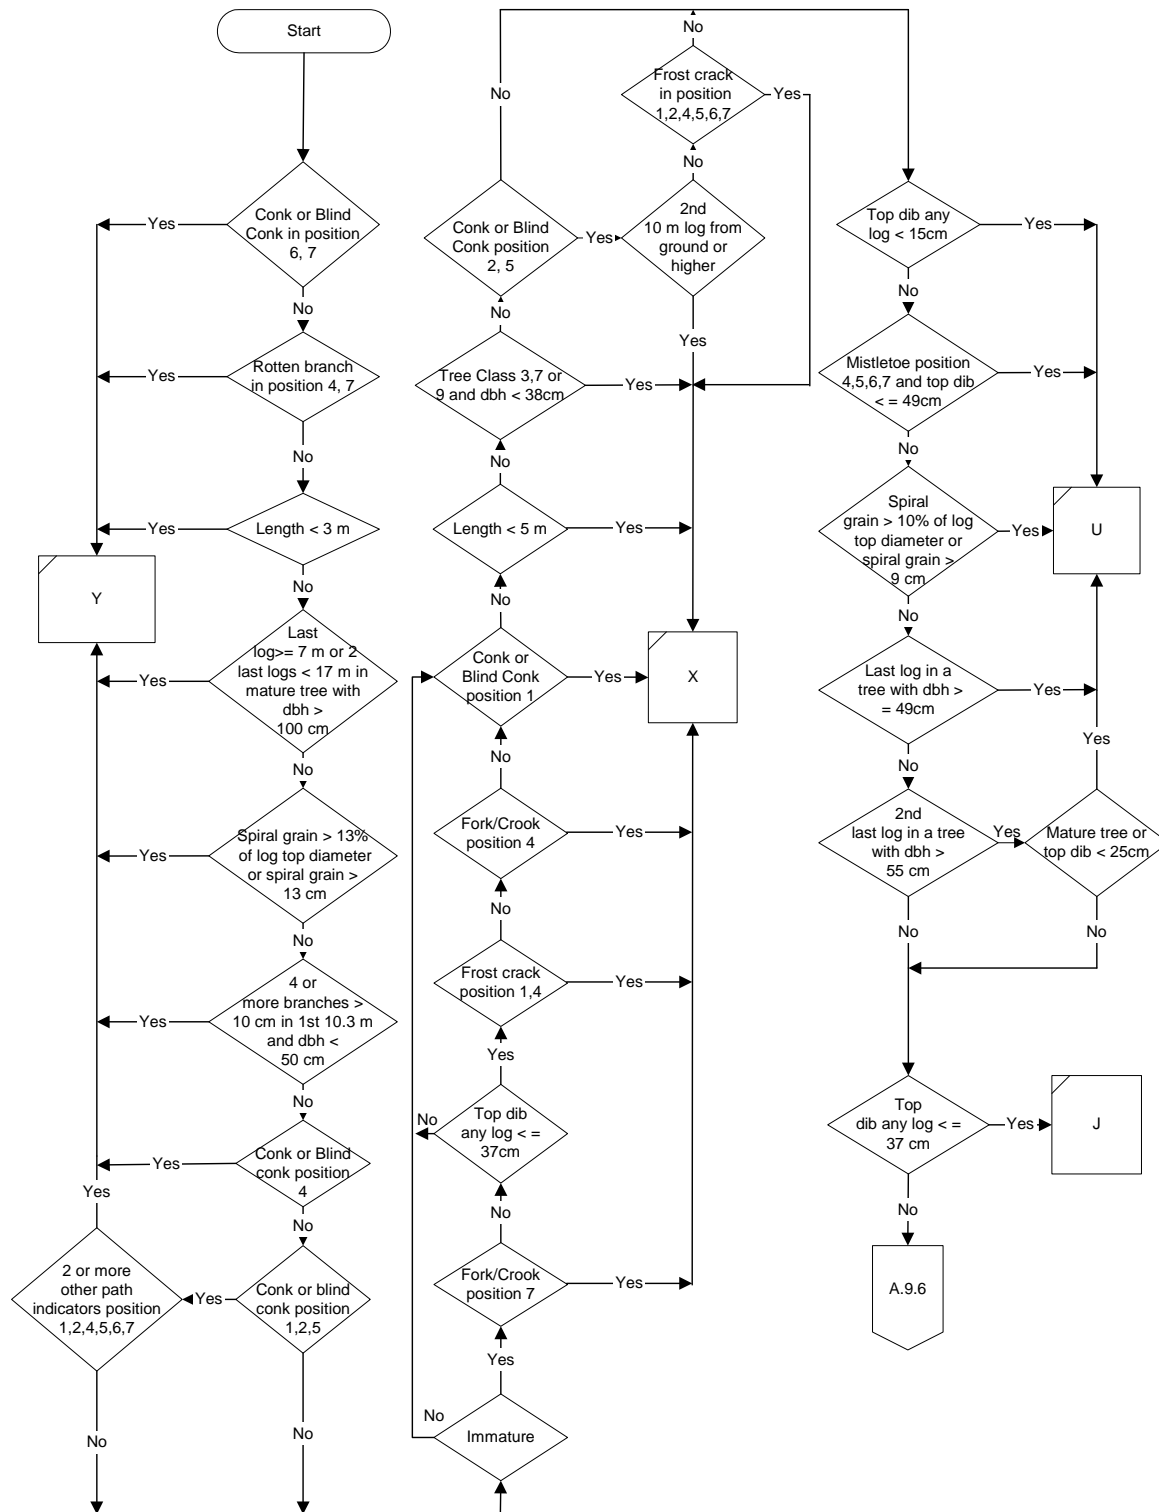 Start
Conk or Blind
Conk in position
6, 7
Yes
No
Rotten branch
in position 4, 7
Yes
No
Length < 3 m
Yes
No
Y
Last
log>= 7 m or 2
last logs < 17 m in
mature tree with
dbh >
100 cm
Yes
No
Spiral grain > 13%
of log top diameter
or spiral grain >
13 cm
Yes
No
4 or
more branches >
10 cm in 1st 10.3 m
and dbh <
50 cm
Yes
No
Conk or Blind
conk position
4
Yes
No
Conk or blind
conk position
1,2,5
Yes
No
2 or more
other path
indicators position
1,2,4,5,6,7
Yes
No
Immature
No
Yes
Fork/Crook
position 7
Yes
No
Top dib
any log < =
37cm
No
Yes
Frost crack
position 1,4
Yes
No
Fork/Crook
position 4
Yes
No
Conk or
Blind Conk
position 1
Yes
No
X
Length < 5 m
Yes
No
Tree Class 3,7 or
9 and dbh < 38cm
Yes
No
Conk or Blind
Conk position
2, 5
Yes
No
2nd
10 m log from
ground or
higher
Yes
No
Frost crack
in position
1,2,4,5,6,7
Yes
No
Top dib any
log < 15cm
Yes
No
Mistletoe position
4,5,6,7 and top dib
< = 49cm
Yes
No
Spiral
grain > 10% of log
top diameter or
spiral grain >
9 cm
Yes
No
U
Last log in a
tree with dbh >
= 49cm
Yes
No
2nd
last log in a tree
with dbh >
55 cm
Yes
No
Mature tree or
top dib < 25cm
Yes
No
Top
dib any log < =
37 cm
Yes
No
J
A.9.6